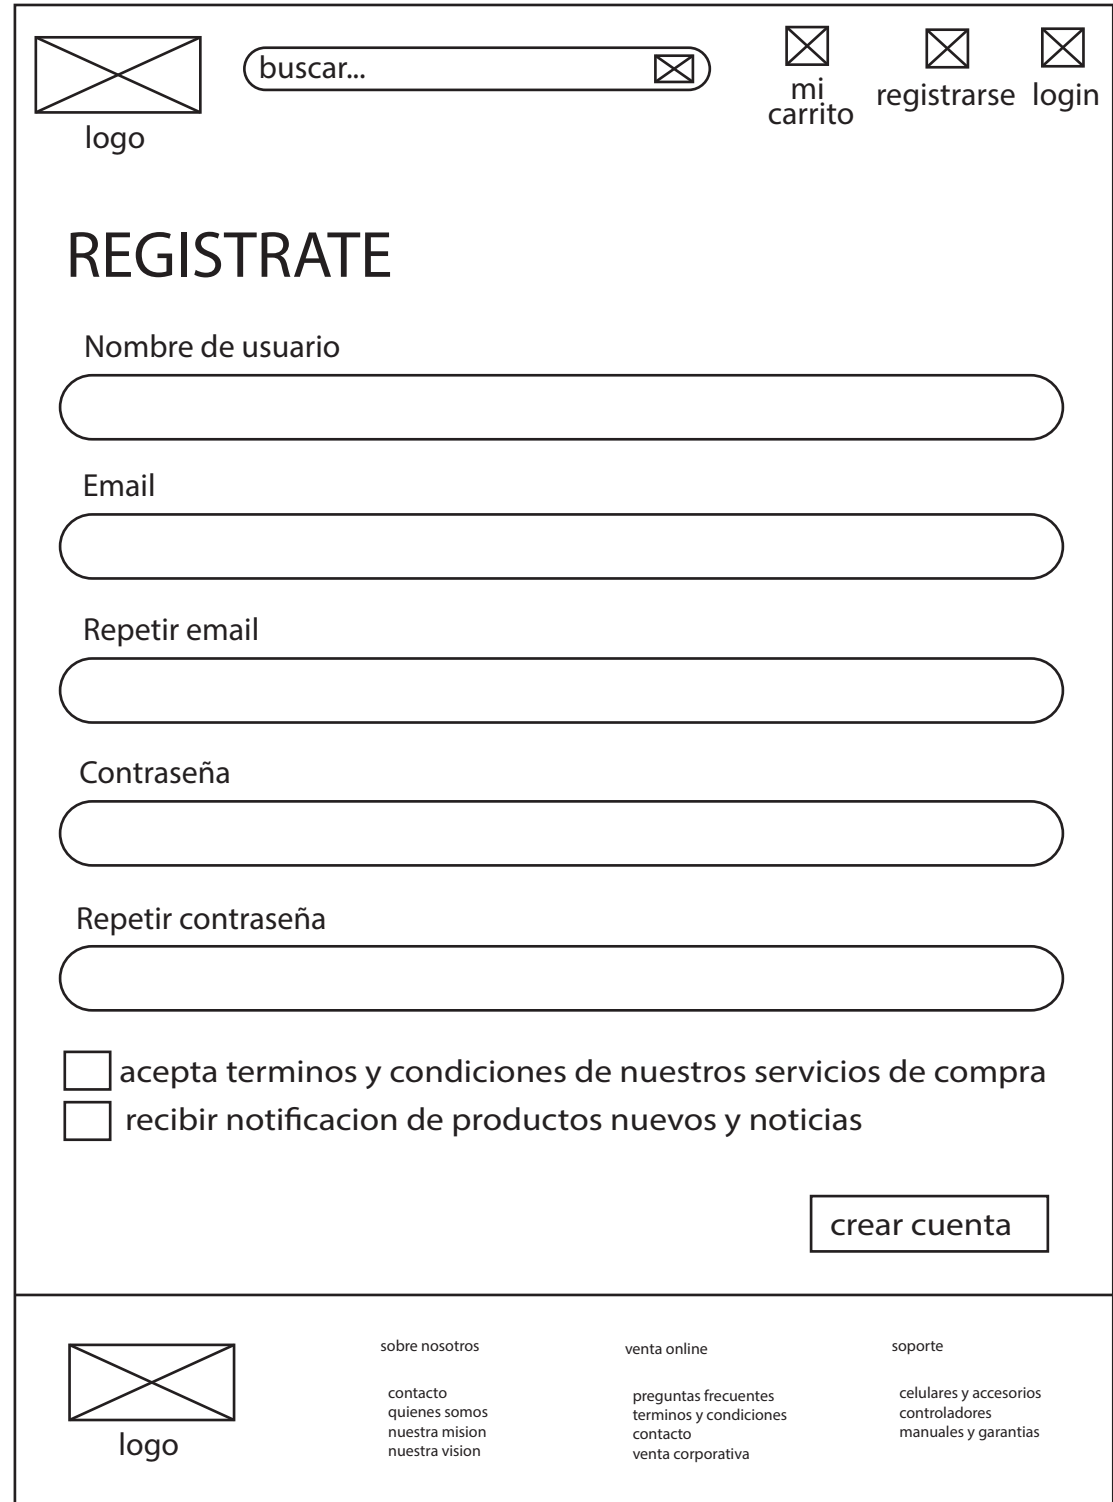 buscar...
mi
carrito
registrarse
login
logo
REGISTRATE
Nombre de usuario
Email
Repetir email
Contraseña
Repetir contraseña
acepta terminos y condiciones de nuestros servicios de compra
recibir notificacion de productos nuevos y noticias
crear cuenta
logo
sobre nosotros
contacto
quienes somos
nuestra mision
nuestra vision
venta online
preguntas frecuentes
terminos y condiciones
contacto
venta corporativa
soporte
celulares y accesorios
controladores
manuales y garantias